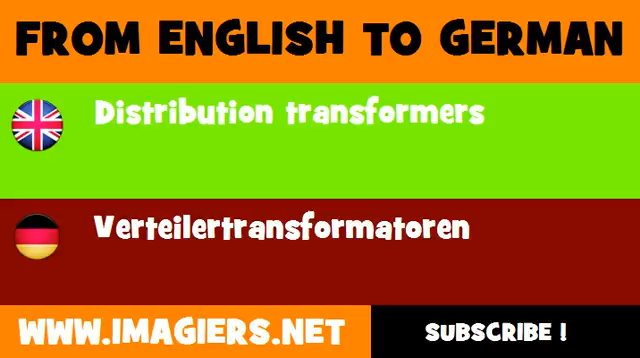 FROM ENGLISH TO GERMAN
Distribution transformers
Verteilertransformatoren
WWW.IMAGIERS.NET
SUBSCRIBE !